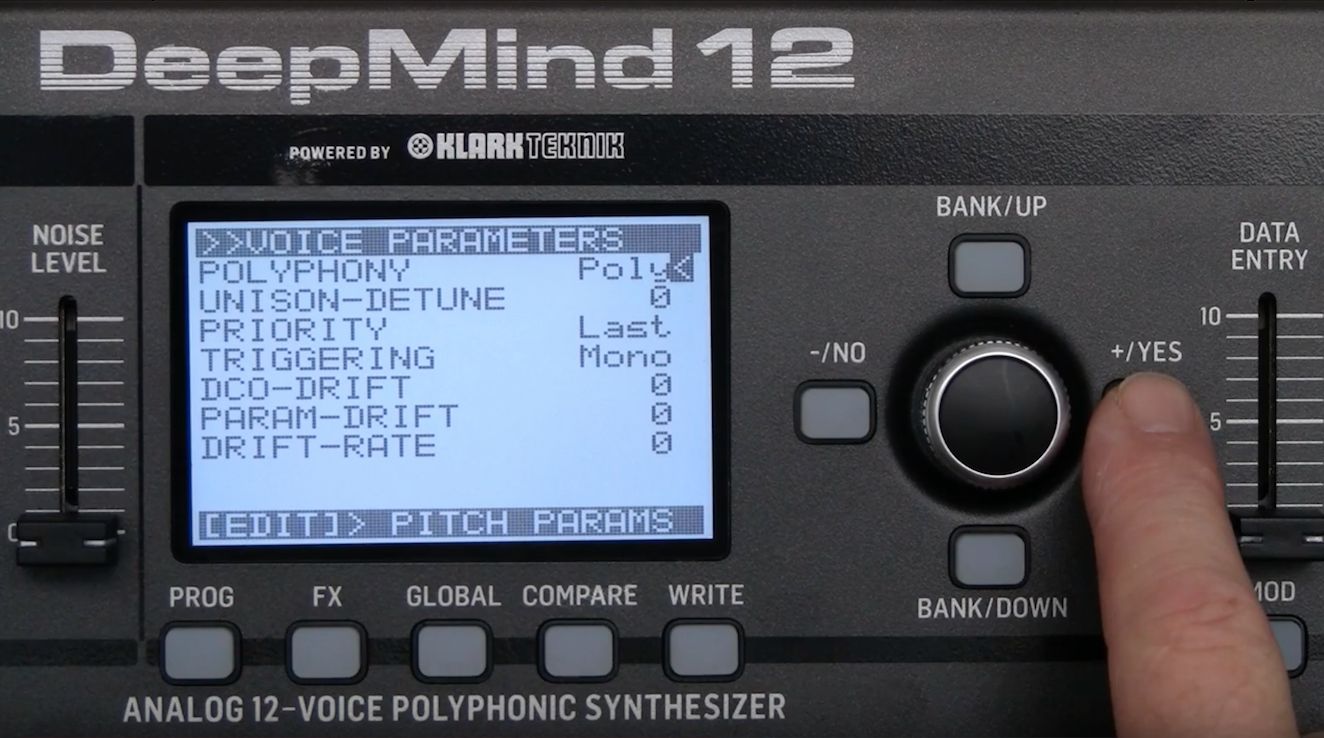 DeepMind 12
POWERED BY KLARK TEKNIK
NOISE
LEVEL
10
5
0
>>VOICE PARAMETERS
POLYPHONY Poly<
UNISON-DETUNE 0
PRIORITY Last
TRIGGERING Mono
DCO-DRIFT 0
PARAM-DRIFT 0
DRIFT-RATE 0
[EDIT]> PITCH PARAMS
PROG FX GLOBAL COMPARE WRITE
ANALOG 12-VOICE POLYPHONIC SYNTHESIZER
BANK/UP
-/NO
+/YES
BANK/DOWN
DATA
ENTRY
10
5
MOD